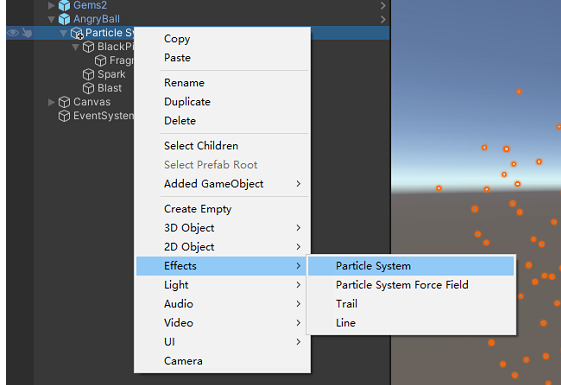 Gems2
AngryBall
Particle Sy
BlackPi
Frag
Spark
Blast
Canvas
EventSystem
Copy
Paste
Rename
Duplicate
Delete
Select Children
Select Prefab Root
Added GameObject
Create Empty
3D Object
2D Object
Effects
Light
Audio
Video
UI
Camera
Particle System
Particle System Force Field
Trail
Line